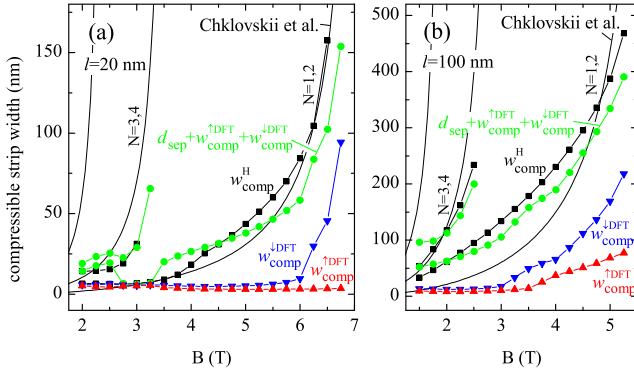 Chklovskii et al.
(a)
l=20 nm
N=3,4
N=1,2
d_sep+w_comp^↑DFT+w_comp^↓DFT
w_comp^H
w_comp^↓DFT
w_comp^↑DFT
compressible strip width (nm)
150
100
50
0
2 3 4 5 6 7
B (T)
Chklovskii et al.
(b)
l=100 nm
N=3,4
N=1,2
d_sep+w_comp^↑DFT+w_comp^↓DFT
w_comp^H
w_comp^↓DFT
w_comp^↑DFT
500
400
300
200
100
0
2 3 4 5
B (T)